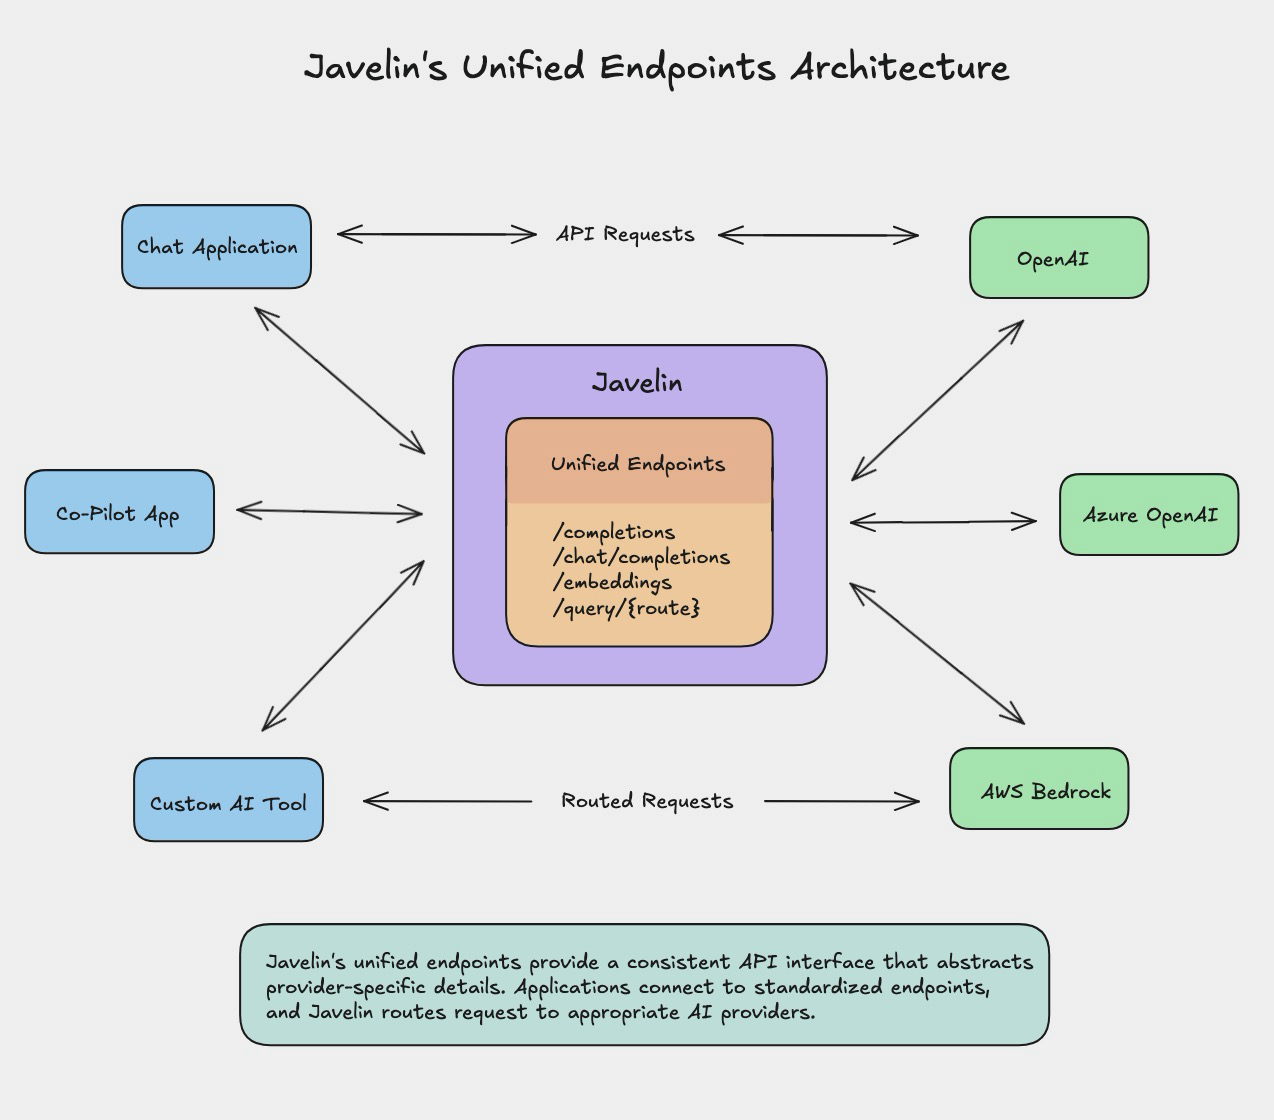 Javelin's Unified Endpoints Architecture
Chat Application
API Requests
OpenAI
Javelin
Unified Endpoints
/completions
/chat/completions
/embeddings
/query/{route}
Co-Pilot App
Azure OpenAI
Custom AI Tool
Routed Requests
AWS Bedrock
Javelin's unified endpoints provide a consistent API interface that abstracts
provider-specific details. Applications connect to standardized endpoints,
and Javelin routes request to appropriate AI providers.